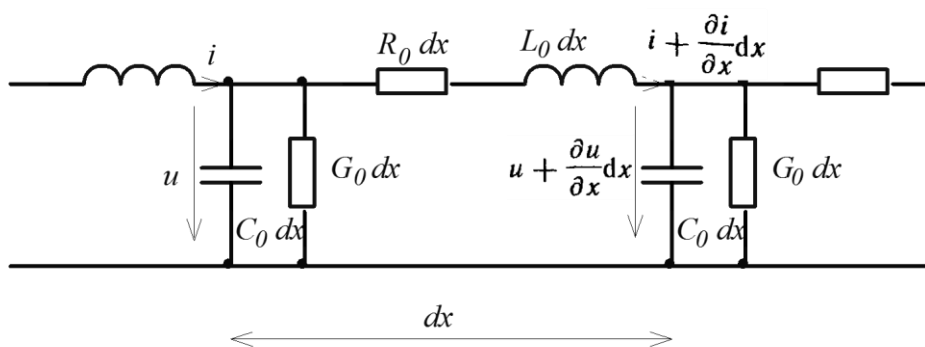 i
R₀ dx
L₀ dx
i + ∂i/∂x dx
u
G₀ dx
u + ∂u/∂x dx
G₀ dx
C₀ dx
C₀ dx
dx